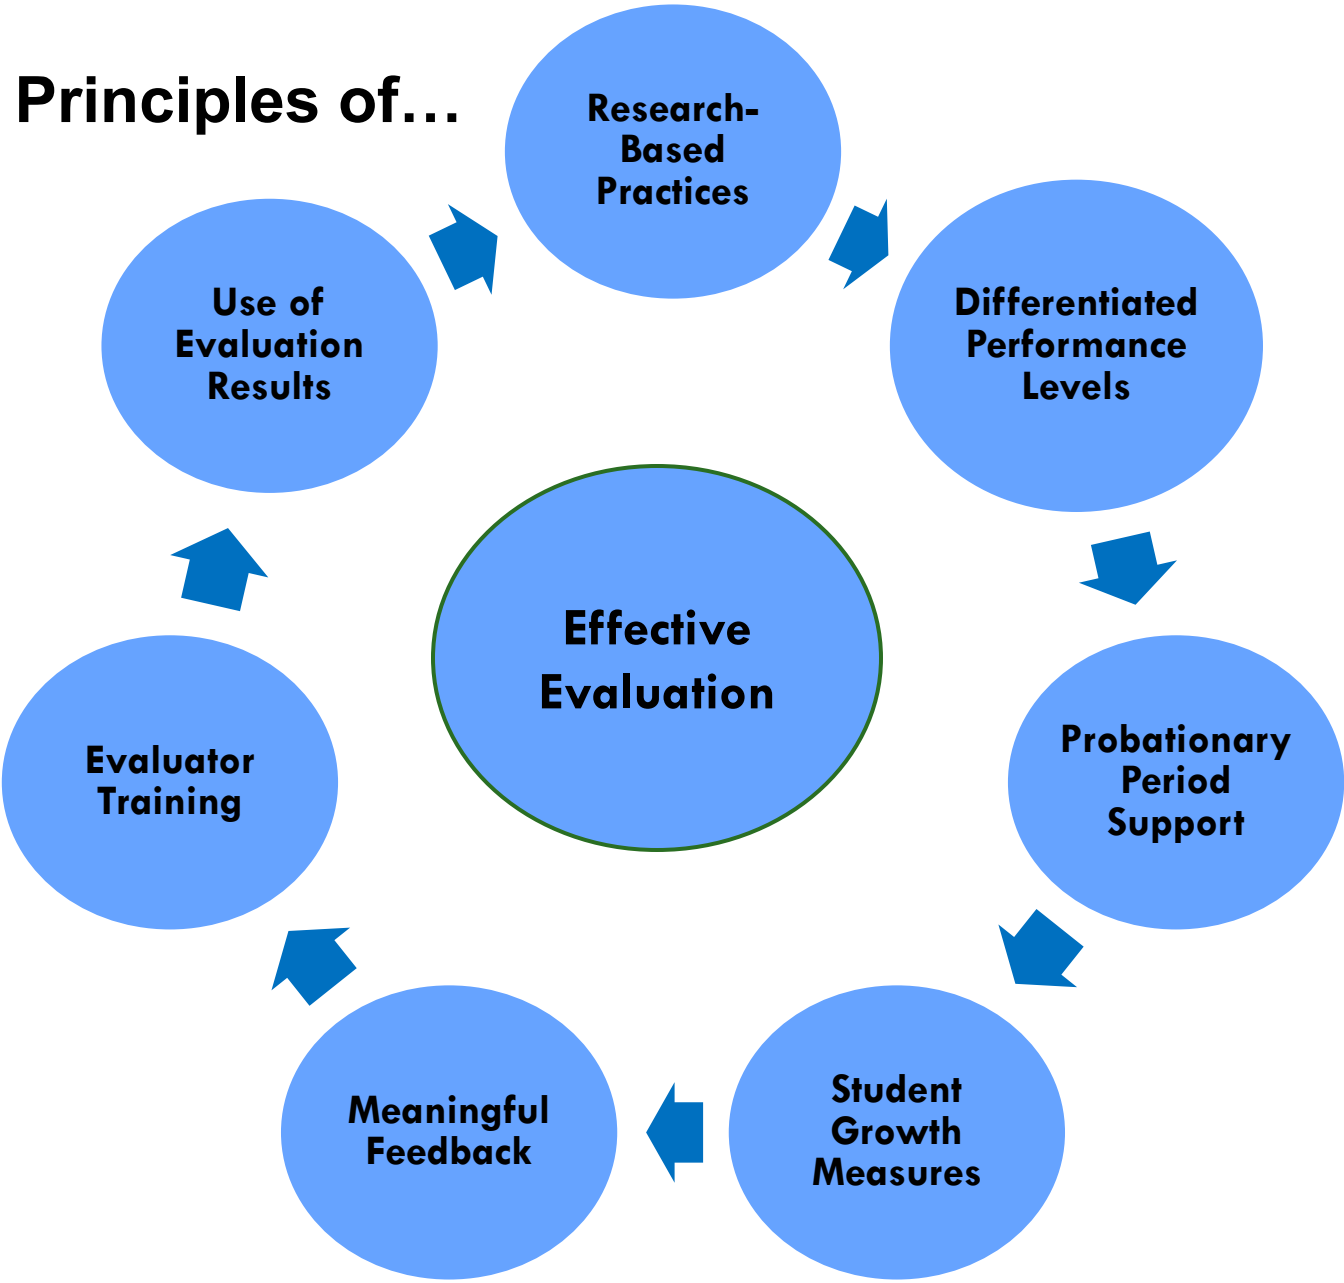 Principles of…
Research-
Based
Practices
Differentiated
Performance
Levels
Probationary
Period
Support
Student
Growth
Measures
Meaningful
Feedback
Evaluator
Training
Use of
Evaluation
Results
Effective
Evaluation